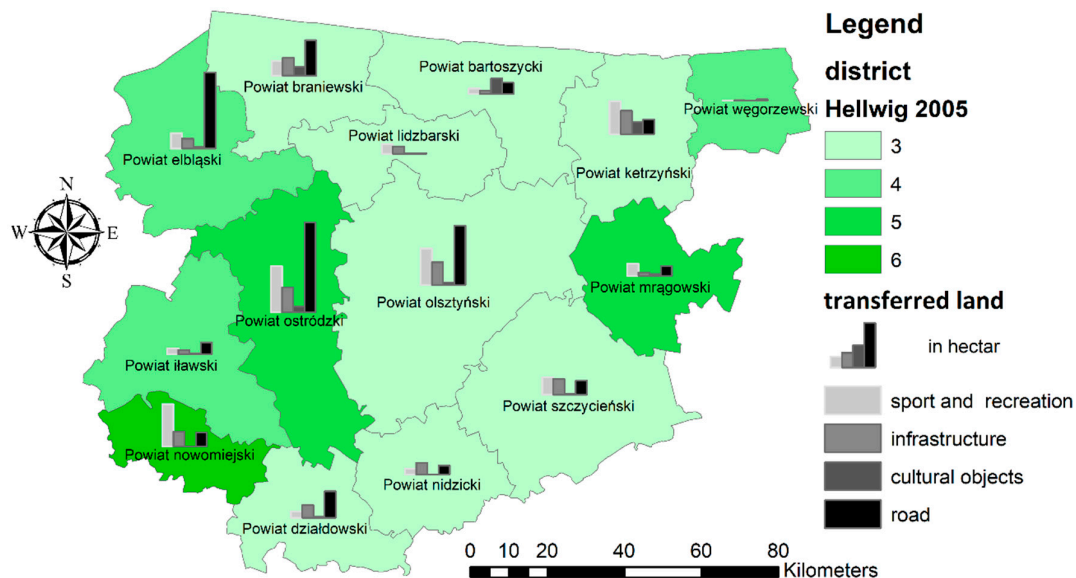 Powiat braniewski
Powiat bartoszycki
Powiat węgorzewski
Powiat elbląski
Powiat lidzbarski
Powiat ketrzyński
N
W
E
S
Powiat olsztyński
Powiat mrągowski
Powiat ostródzki
Powiat iławski
Powiat szczycieński
Powiat nowomiejski
Powiat nidzicki
Powiat działdowski
0 10 20 40 60 80
Kilometers
Legend
district
Hellwig 2005
3
4
5
6
transferred land
in hectar
sport and recreation
infrastructure
cultural objects
road